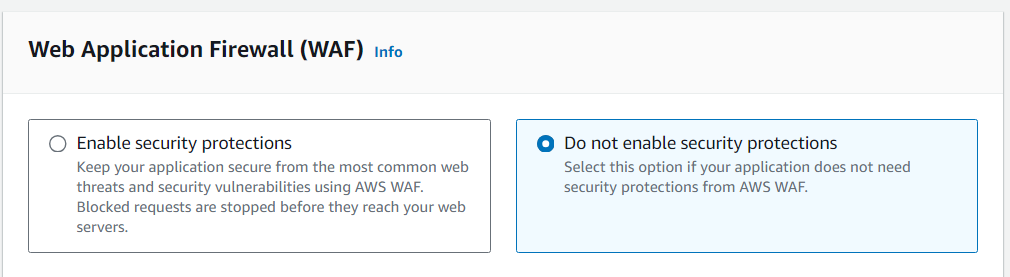 Web Application Firewall (WAF) Info
Enable security protections
Keep your application secure from the most common web
threats and security vulnerabilities using AWS WAF.
Blocked requests are stopped before they reach your web
servers.
Do not enable security protections
Select this option if your application does not need
security protections from AWS WAF.